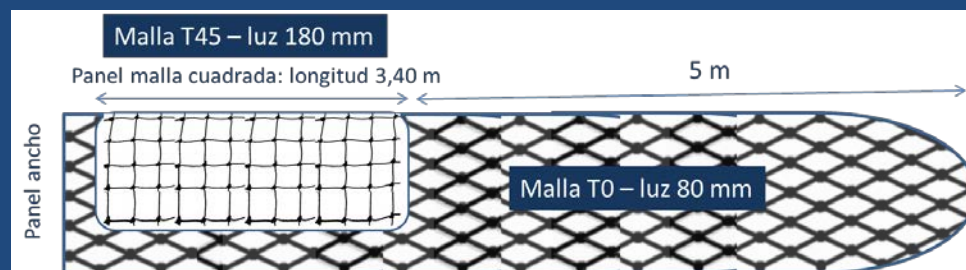 Malla T45 – luz 180 mm
Panel malla cuadrada: longitud 3,40 m
5 m
Panel ancho
Malla T0 – luz 80 mm